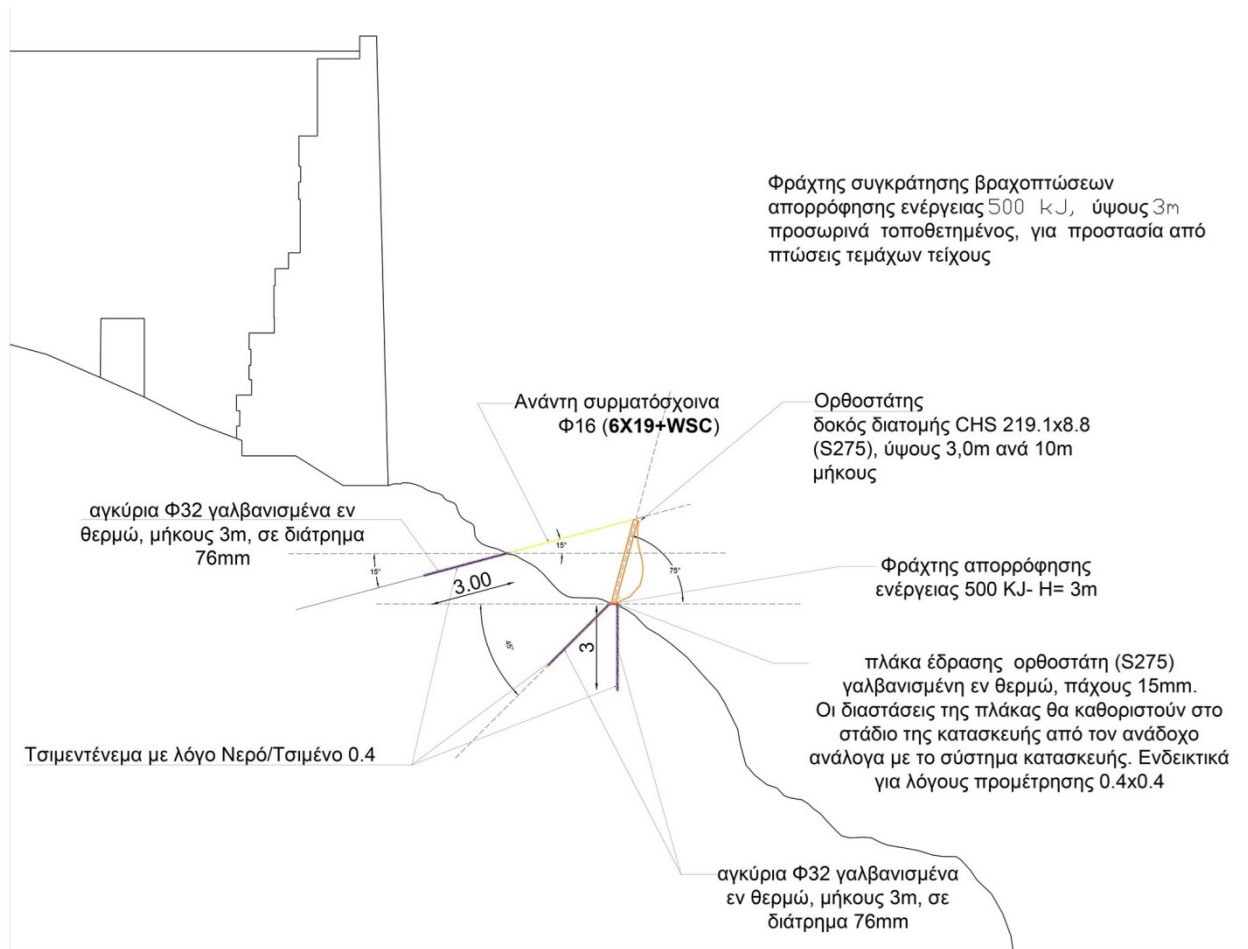 Φράχτης συγκράτησης βραχοπτώσεων
απορρόφησης ενέργειας 500 kJ, ύψους 3m
προσωρινά τοποθετημένος, για προστασία από
πτώσεις τεμάχων τείχους
Ανάντη συρματόσχοινα
Φ16 (6X19+WSC)
Ορθοστάτης
δοκός διατομής CHS 219.1x8.8
(S275), ύψους 3,0m ανά 10m
μήκους
αγκύρια Φ32 γαλβανισμένα εν
θερμώ, μήκους 3m, σε διάτρημα
76mm
15°
15°
75°
3.00
Φράχτης απορρόφησης
ενέργειας 500 KJ- H= 3m
45°
3
πλάκα έδρασης ορθοστάτη (S275)
γαλβανισμένη εν θερμώ, πάχους 15mm.
Οι διαστάσεις της πλάκας θα καθοριστούν στο
στάδιο της κατασκευής από τον ανάδοχο
ανάλογα με το σύστημα κατασκευής. Ενδεικτικά
για λόγους προμέτρησης 0.4x0.4
Τσιμεντένεμα με λόγο Νερό/Τσιμένο 0.4
αγκύρια Φ32 γαλβανισμένα
εν θερμώ, μήκους 3m, σε
διάτρημα 76mm